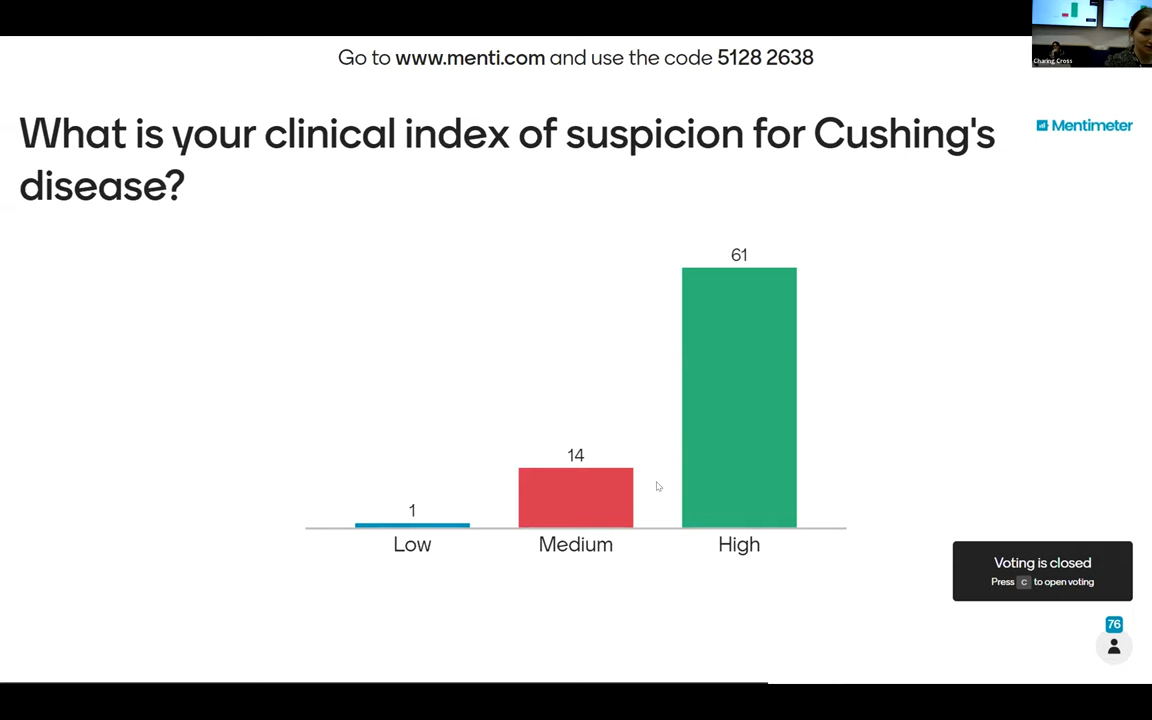 Go to www.menti.com and use the code 5128 2638
Charing Cross
Mentimeter
What is your clinical index of suspicion for Cushing's
disease?
61
14
1
Low
Medium
High
Voting is closed
Press C to open voting
76